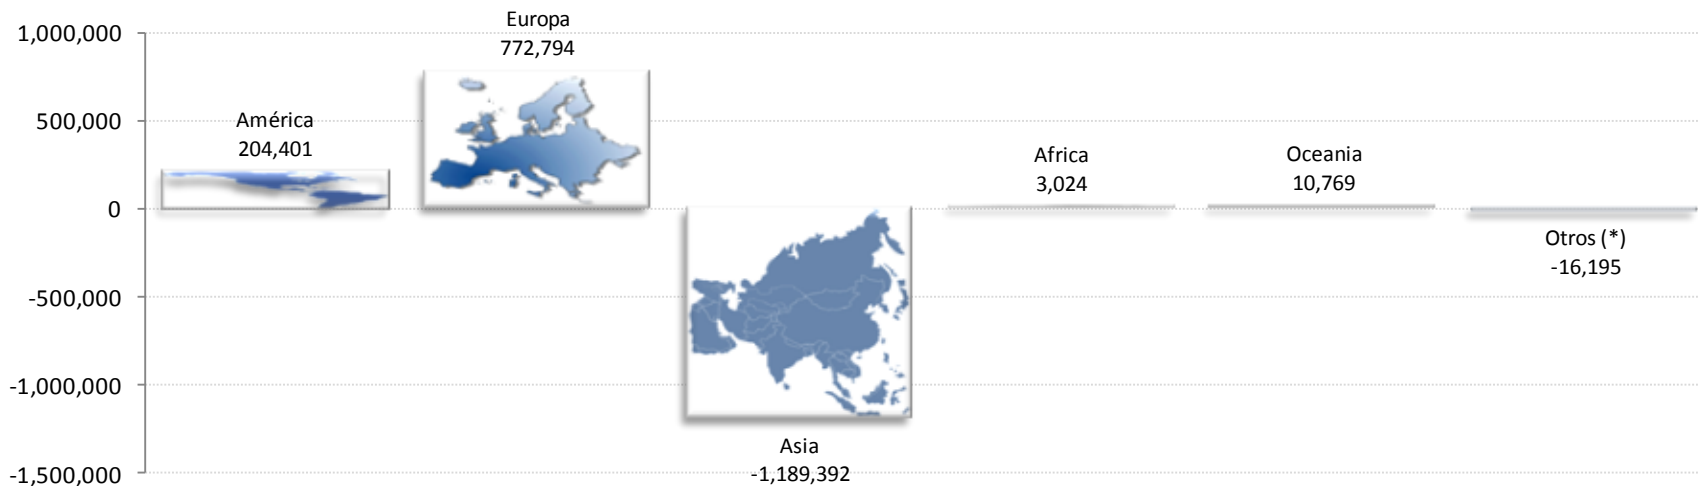 Europa
772,794
1,000,000
América
204,401
500,000
Africa
3,024
Oceania
10,769
0
Otros (*)
-16,195
-500,000
-1,000,000
Asia
-1,189,392
-1,500,000